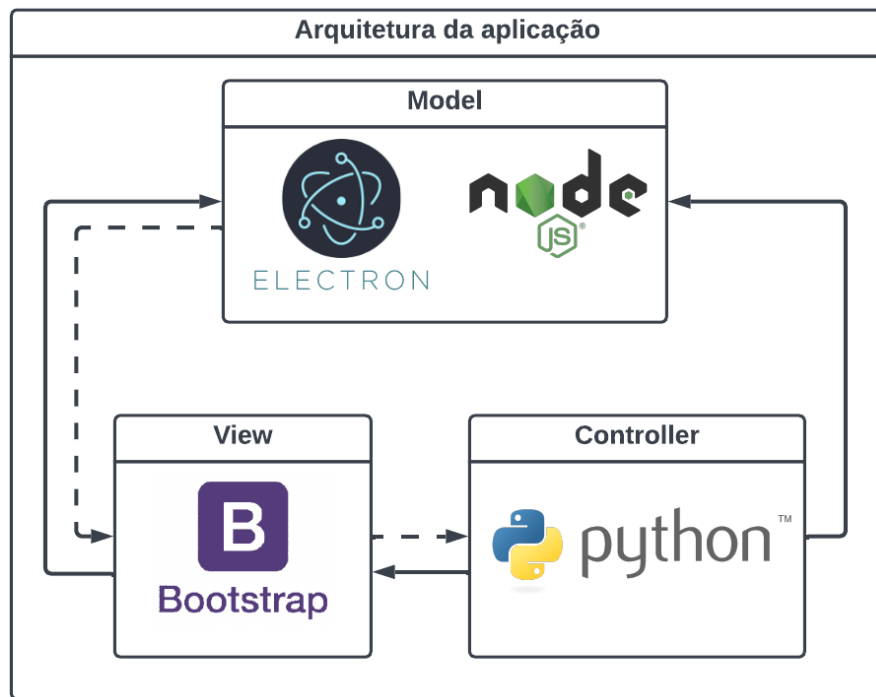 Arquitetura da aplicação
Model
node
JS®
ELECTRON
View
Controller
B
Bootstrap
python™